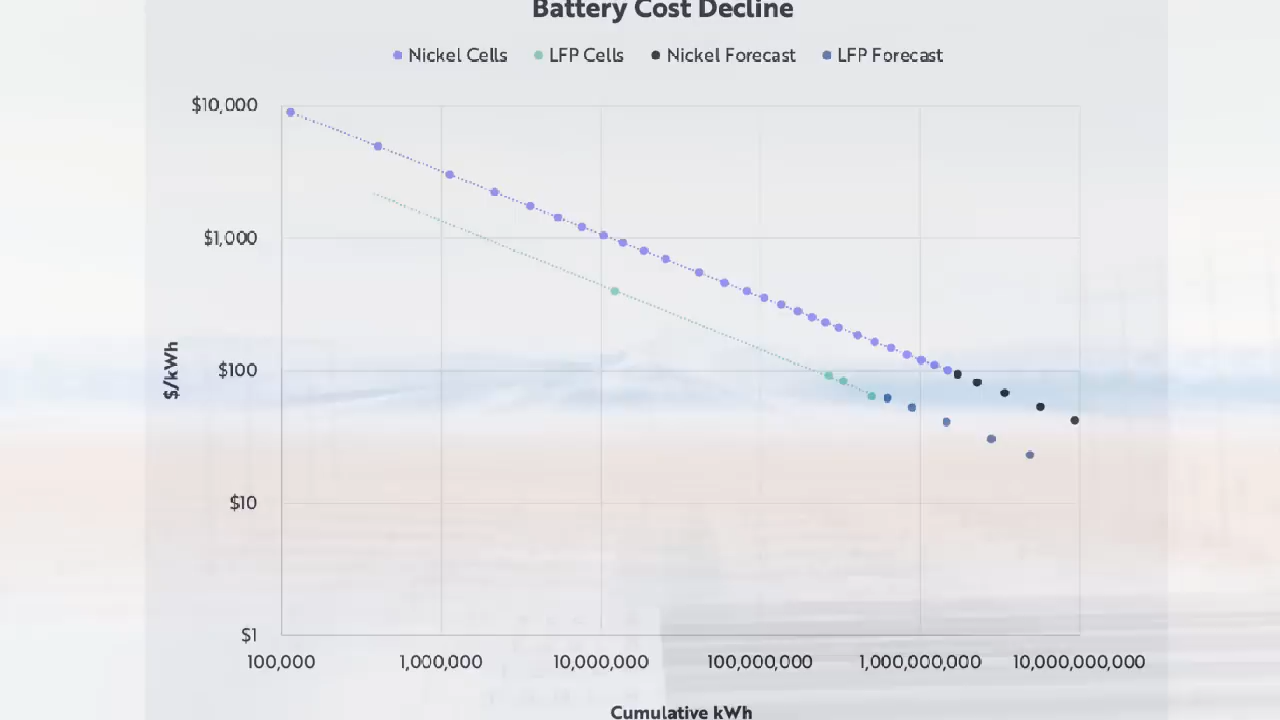 Battery Cost Decline
Nickel Cells LFP Cells Nickel Forecast LFP Forecast
$10,000
$1,000
$100
$/kWh
$10
$1
100,000 1,000,000 10,000,000 100,000,000 1,000,000,000 10,000,000,000
Cumulative kWh